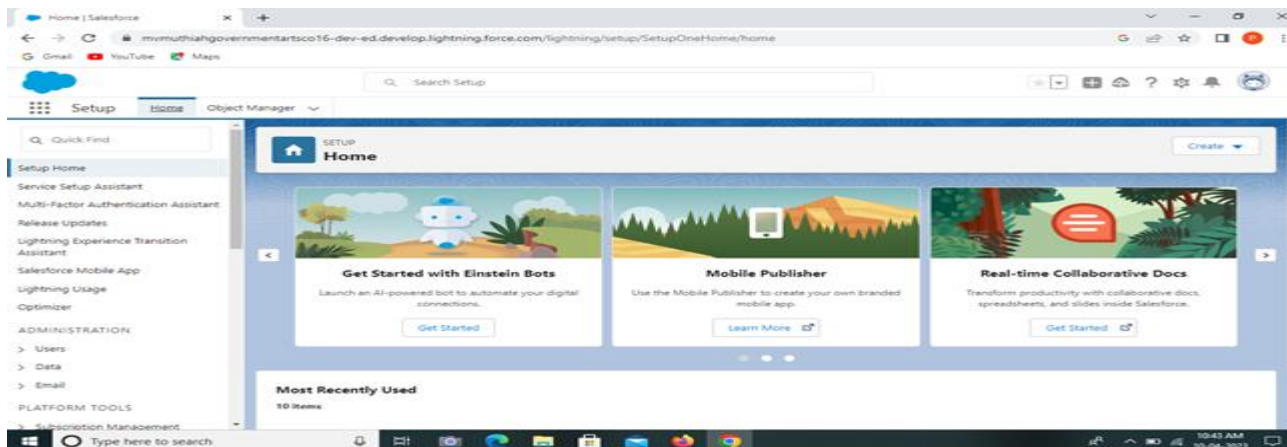 Home | Salesforce
mvmuthiahgovernmentartsco16-dev-ed.develop.lightning.force.com/lightning/setup/SetupOneHome/home
Gmail YouTube Maps
Search Setup
Setup Home Object Manager
Quick Find
Setup Home
Service Setup Assistant
Multi-Factor Authentication Assistant
Release Updates
Lightning Experience Transition
Assistant
Salesforce Mobile App
Lightning Usage
Optimizer
ADMINISTRATION
Users
Data
Email
PLATFORM TOOLS
Subscription Management
SETUP
Home
Create
Get Started with Einstein Bots
Launch an AI-powered bot to automate your digital
connections.
Get Started
Mobile Publisher
Use the Mobile Publisher to create your own branded
mobile app.
Learn More
Real-time Collaborative Docs
Transform productivity with collaborative docs,
spreadsheets, and slides inside Salesforce.
Get Started
Most Recently Used
10 items
Type here to search
10:43 AM
10-04-2023